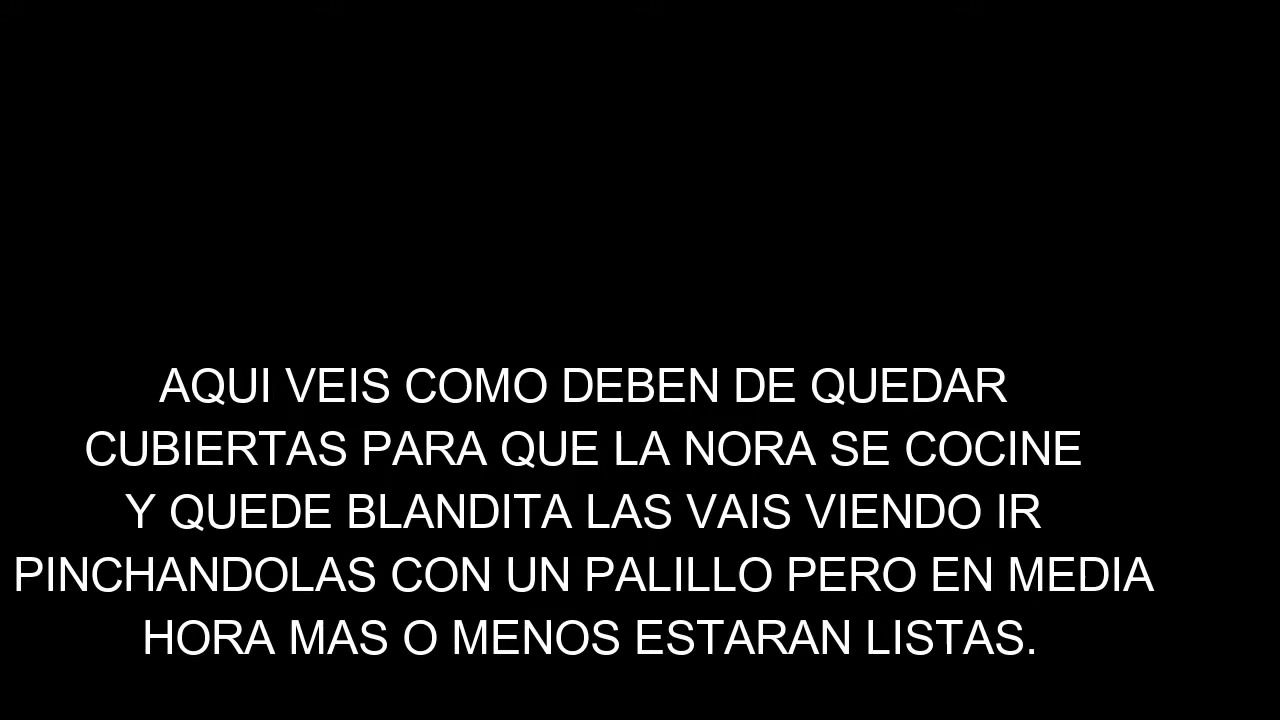 AQUI VEIS COMO DEBEN DE QUEDAR
CUBIERTAS PARA QUE LA NORA SE COCINE
Y QUEDE BLANDITA LAS VAIS VIENDO IR
PINCHANDOLAS CON UN PALILLO PERO EN MEDIA
HORA MAS O MENOS ESTARAN LISTAS.